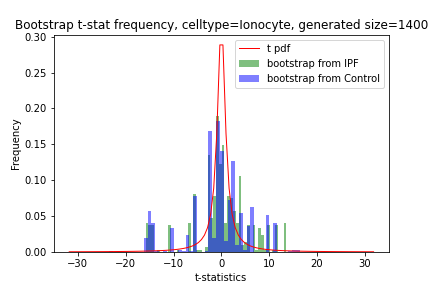 Bootstrap t-stat frequency, celltype=Ionocyte, generated size=1400
t pdf
bootstrap from IPF
bootstrap from Control
Frequency
0.30
0.25
0.20
0.15
0.10
0.05
0.00
−30
−20
−10
0
10
20
30
t-statistics